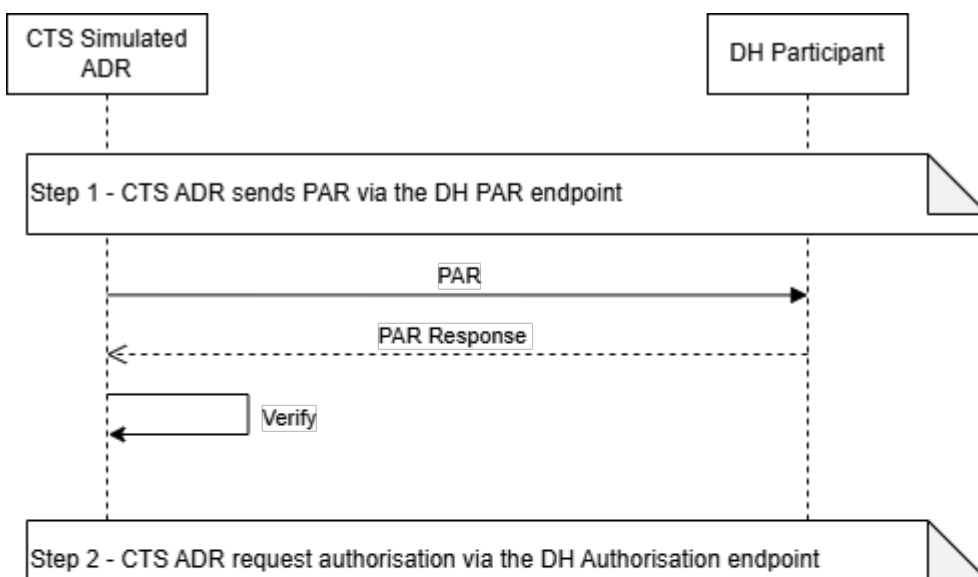 CTS Simulated
ADR
DH Participant
Step 1 - CTS ADR sends PAR via the DH PAR endpoint
PAR
PAR Response
Verify
Step 2 - CTS ADR request authorisation via the DH Authorisation endpoint